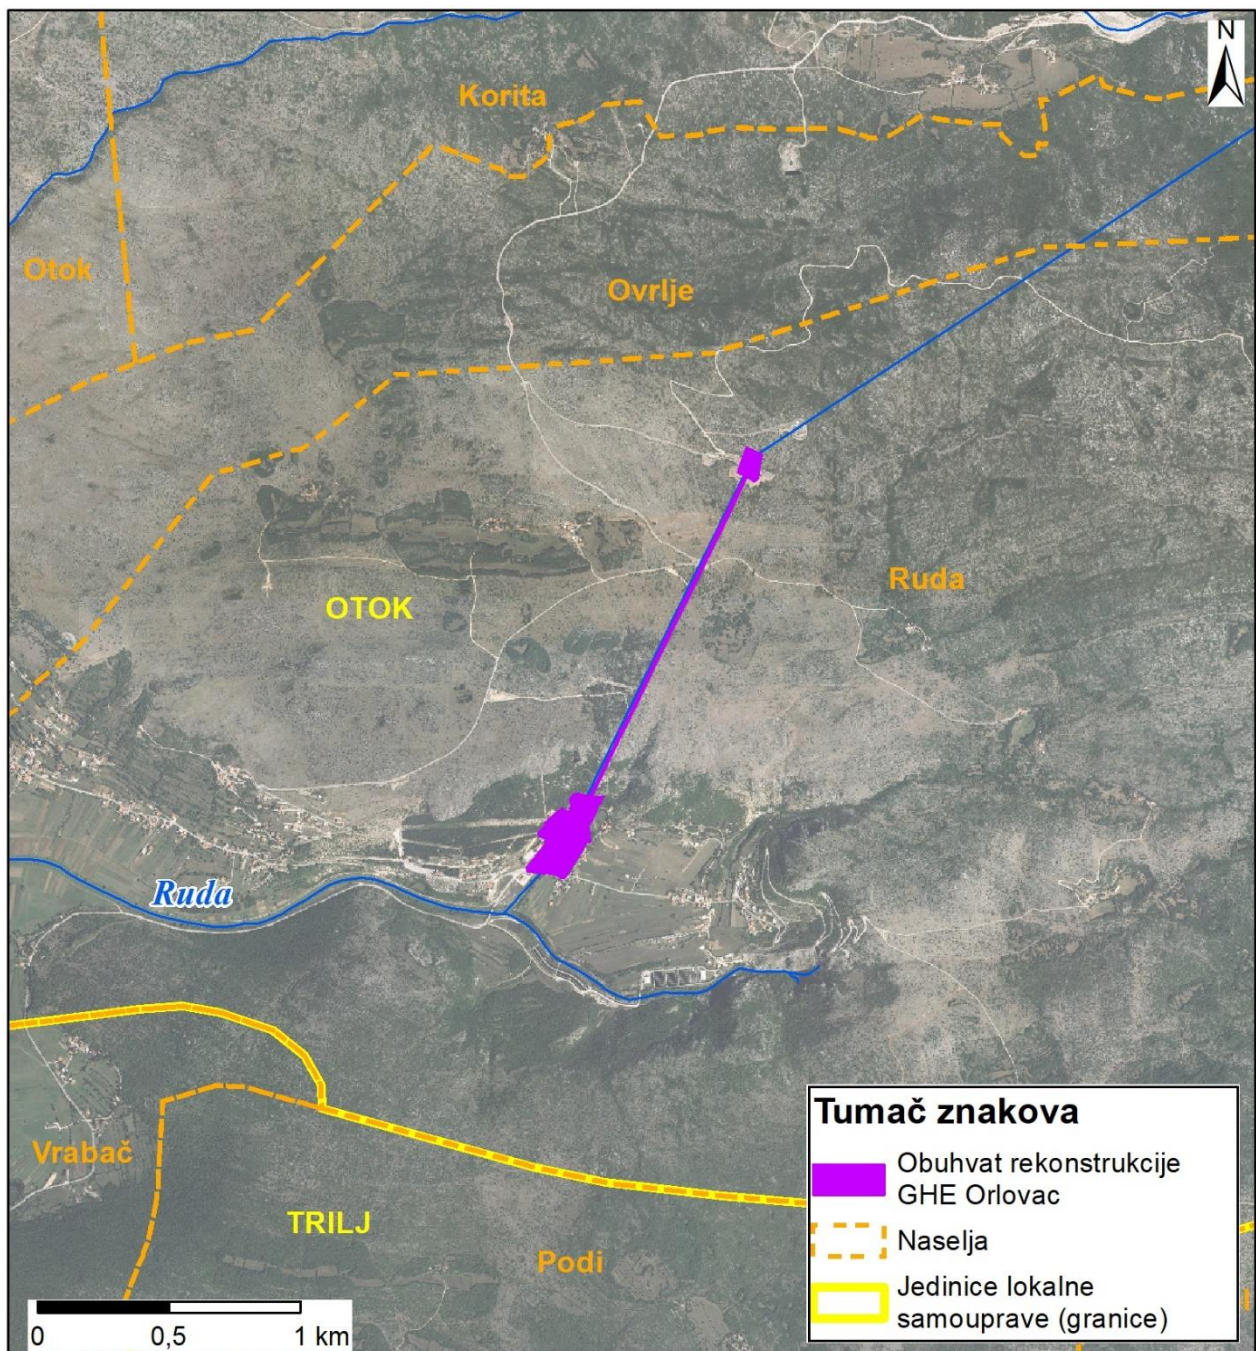 N
Korita
Otok
Ovrlje
Ruda
OTOK
Ruda
Vrabač
TRILJ
Podi
Tumač znakova
Obuhvat rekonstrukcije
GHE Orlovac
Naselja
Jedinice lokalne
samouprave (granice)
0 0,5 1 km